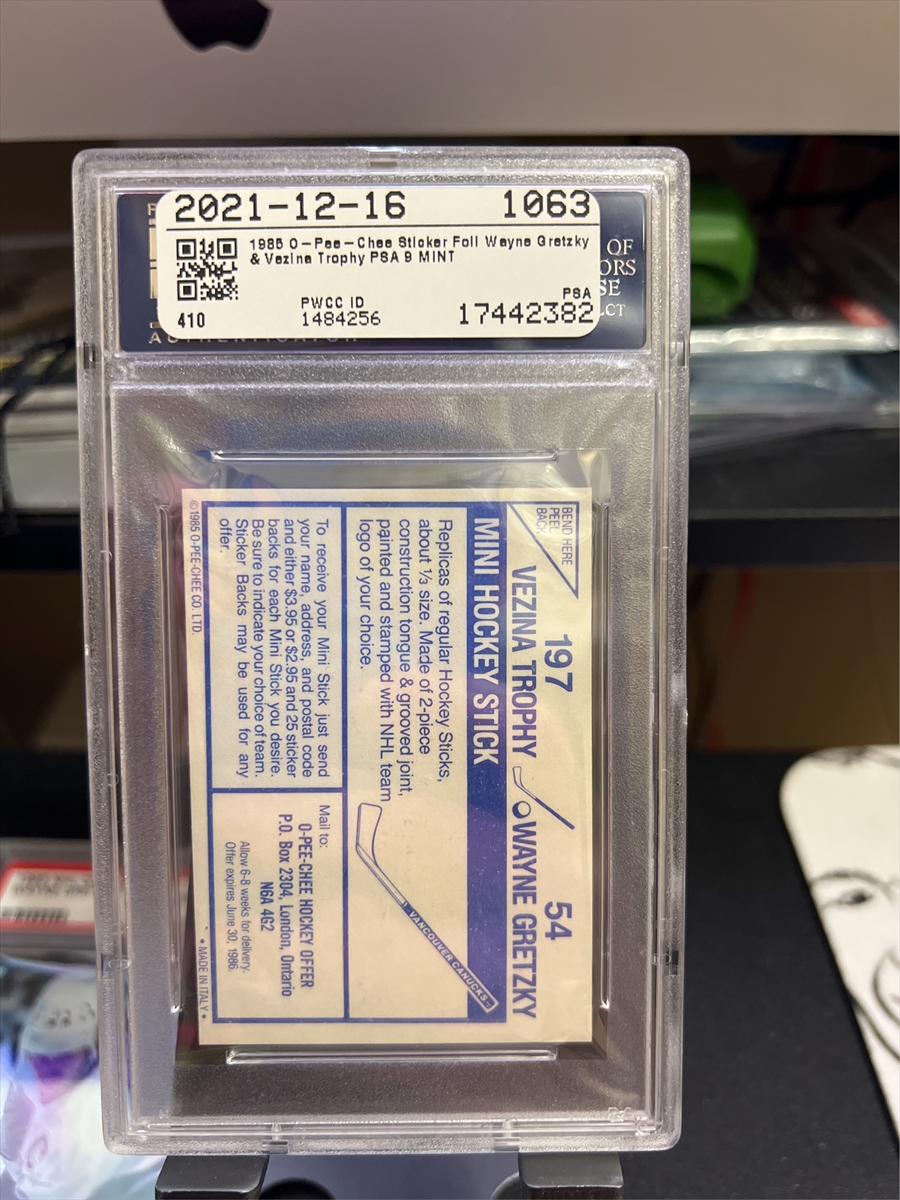 2021-12-16 1063
1985 O-Pee-Chee Sticker Foil Wayne Gretzky
& Vezina Trophy PSA 9 MINT
PWCC ID
PSA
410
1484256
17442382
OF
ORS
SE
LCT
BEND HERE
PEEL
BACK
197
54
VEZINA TROPHY
WAYNE GRETZKY
MINI HOCKEY STICK
Replicas of regular Hockey Sticks,
about 1/3 size. Made of 2-piece
construction tongue & grooved joint,
painted and stamped with NHL team
logo of your choice.
VANCOUVER CANUCKS
To receive your Mini Stick just send
your name, address, and postal code
and either $3.95 or $2.95 and 25 sticker
backs for each Mini Stick you desire.
Be sure to indicate your choice of team.
Sticker Backs may be used for any
offer.
Mail to:
O-PEE-CHEE HOCKEY OFFER
P.O. Box 2304, London, Ontario
N6A 4G2
Allow 6-8 weeks for delivery.
Offer expires June 30, 1986.
©1985 O-PEE-CHEE CO. LTD.
• MADE IN ITALY •